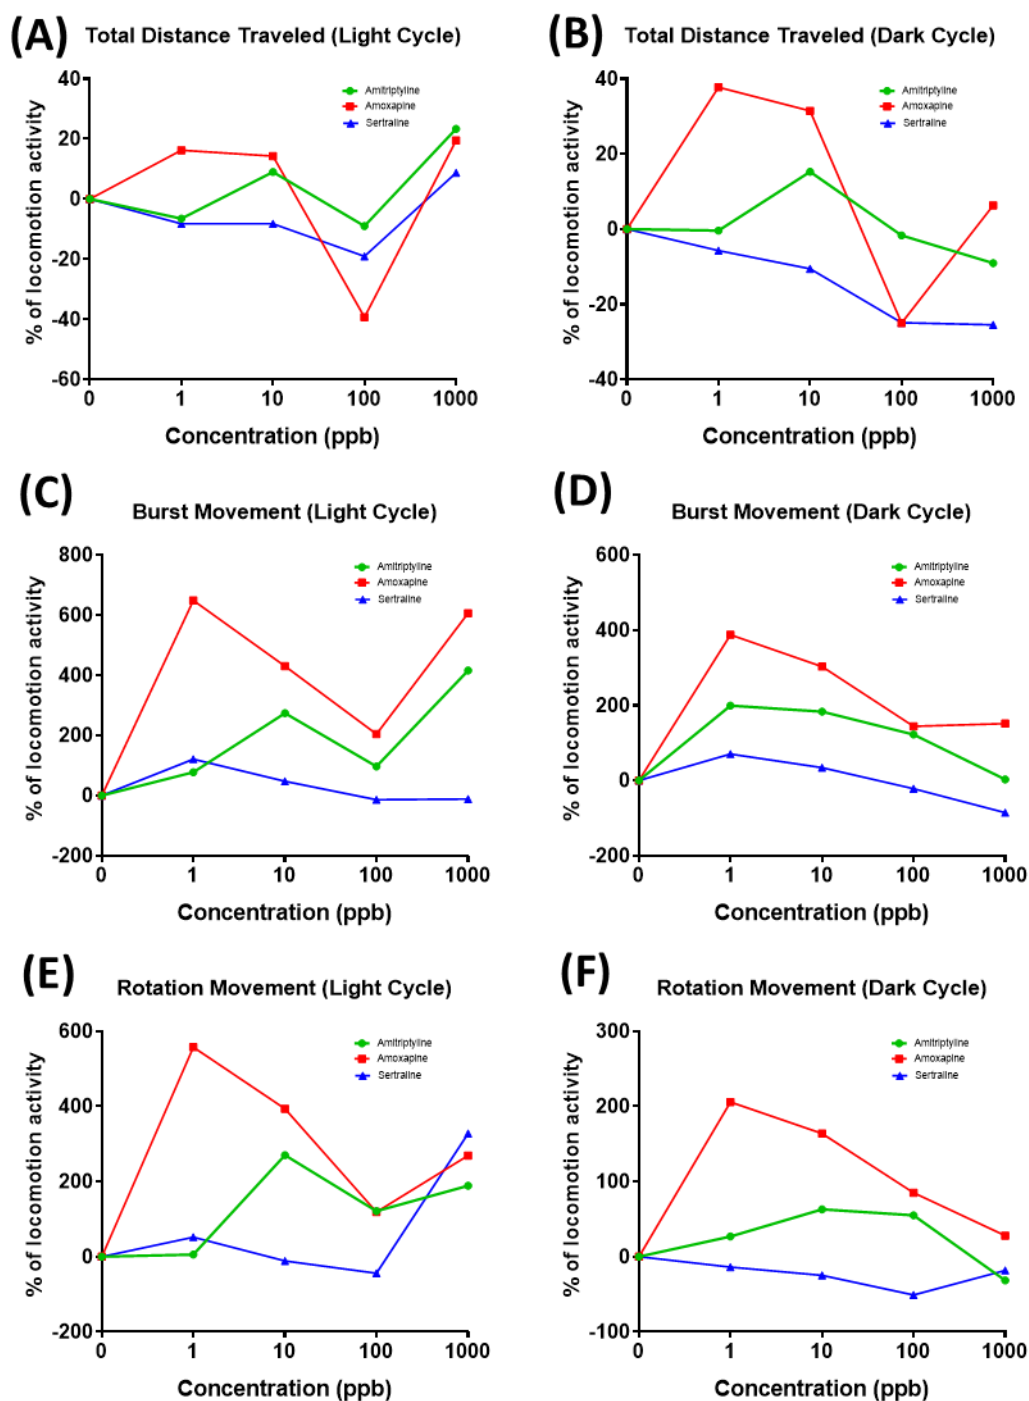 (A) Total Distance Traveled (Light Cycle)
% of locomotion activity
40
20
0
-20
-40
-60
Amitriptyline
Amoxapine
Sertraline
0 1 10 100 1000
Concentration (ppb)
(B) Total Distance Traveled (Dark Cycle)
% of locomotion activity
40
20
0
-20
-40
Amitriptyline
Amoxapine
Sertraline
0 1 10 100 1000
Concentration (ppb)
(C) Burst Movement (Light Cycle)
% of locomotion activity
800
600
400
200
0
-200
Amitriptyline
Amoxapine
Sertraline
0 1 10 100 1000
Concentration (ppb)
(D) Burst Movement (Dark Cycle)
% of locomotion activity
600
400
200
0
-200
Amitriptyline
Amoxapine
Sertraline
0 1 10 100 1000
Concentration (ppb)
(E) Rotation Movement (Light Cycle)
% of locomotion activity
600
400
200
0
-200
Amitriptyline
Amoxapine
Sertraline
0 1 10 100 1000
Concentration (ppb)
(F) Rotation Movement (Dark Cycle)
% of locomotion activity
300
200
100
0
-100
Amitriptyline
Amoxapine
Sertraline
0 1 10 100 1000
Concentration (ppb)